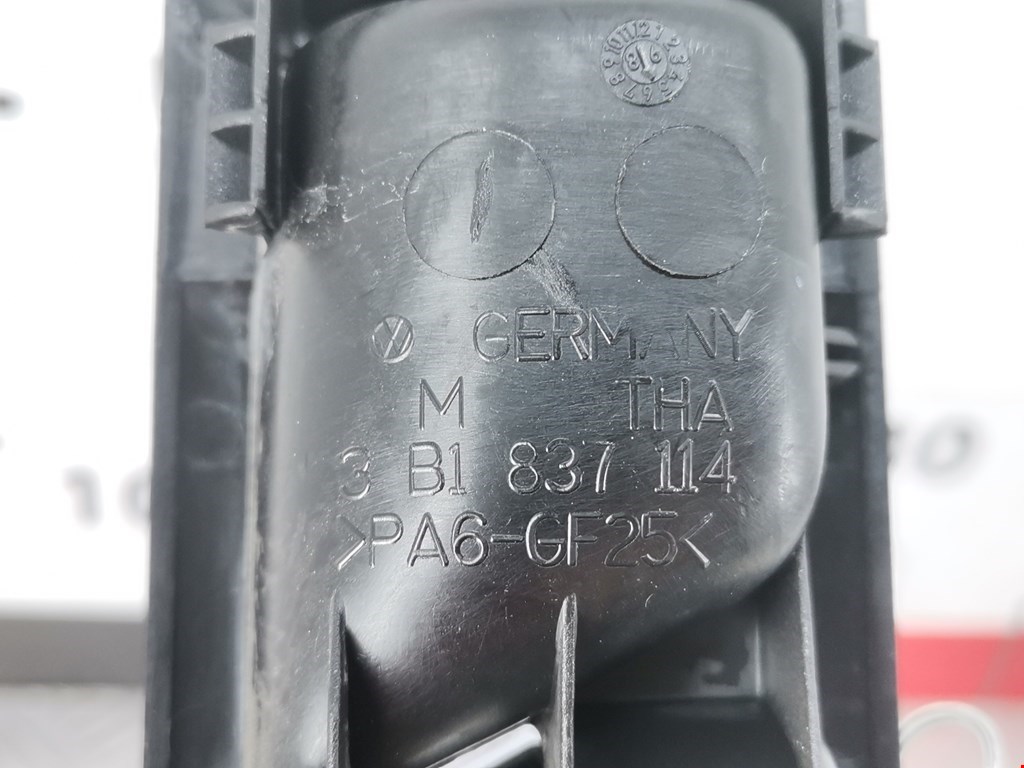 GERMANY
M THA
3 B1 837 114
>PA6-GF25<